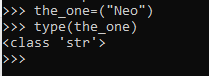 >>> the_one=("Neo")
>>> type(the_one)
<class 'str'>
>>>